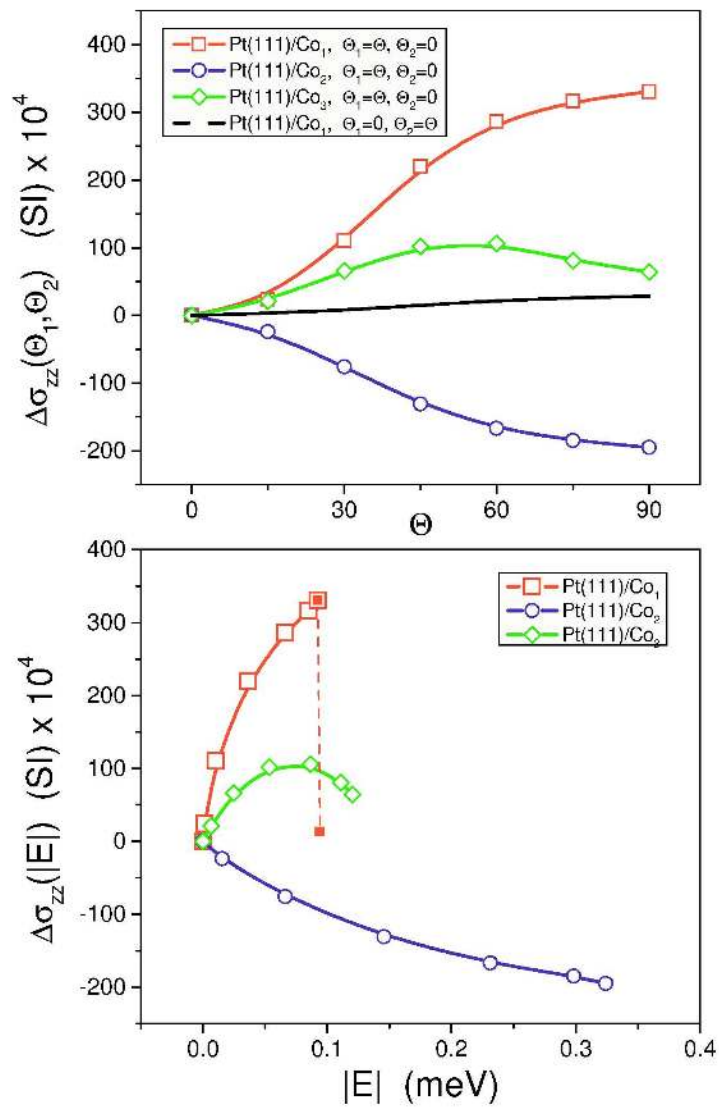 400
300
200
100
0
-100
-200
Δσzz(Θ1,Θ2) (SI) x 10^4
Pt(111)/Co1, Θ1=Θ, Θ2=0
Pt(111)/Co2, Θ1=Θ, Θ2=0
Pt(111)/Co3, Θ1=Θ, Θ2=0
Pt(111)/Co1, Θ1=0, Θ2=Θ
0 30 60 90
Θ
400
300
200
100
0
-100
-200
Δσzz(|E|) (SI) x 10^4
Pt(111)/Co1
Pt(111)/Co2
Pt(111)/Co3
0.0 0.1 0.2 0.3 0.4
|E| (meV)